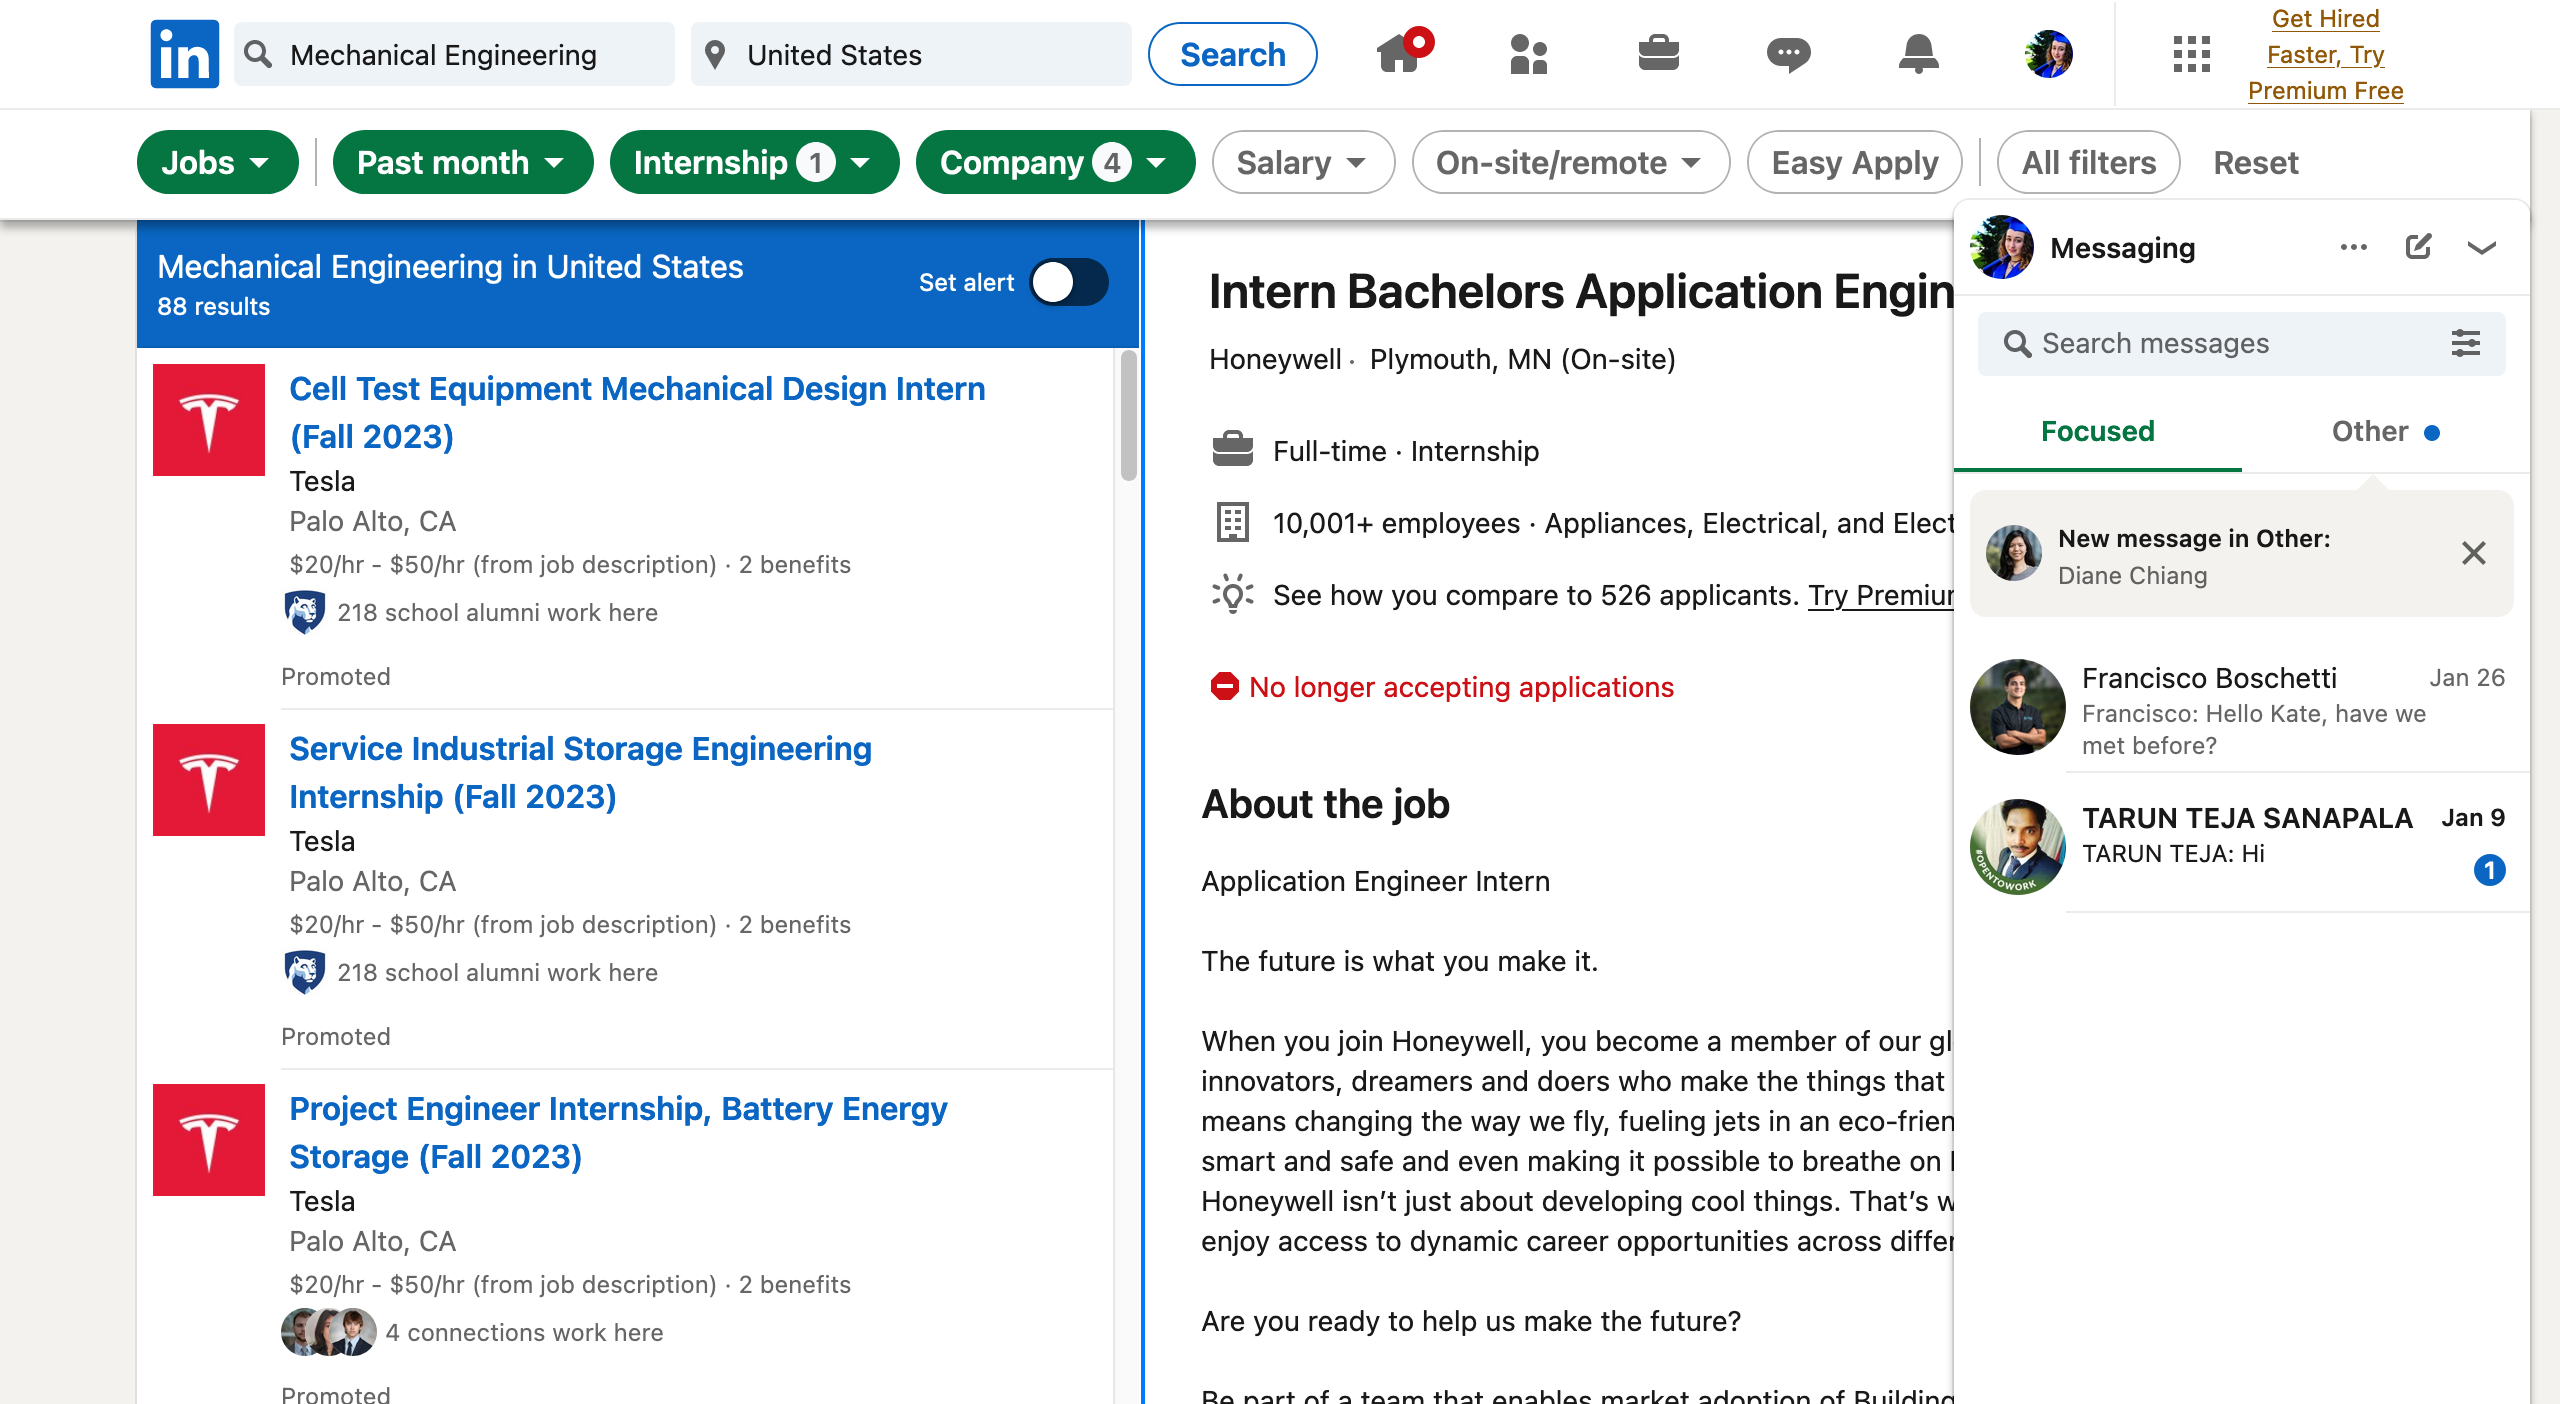 in
Mechanical Engineering
United States
Search
Get Hired
Faster, Try
Premium Free
Jobs
Past month
Internship 1
Company 4
Salary
On-site/remote
Easy Apply
All filters
Reset
Mechanical Engineering in United States
88 results
Set alert
Cell Test Equipment Mechanical Design Intern
(Fall 2023)
Tesla
Palo Alto, CA
$20/hr - $50/hr (from job description) · 2 benefits
218 school alumni work here
Promoted
Service Industrial Storage Engineering
Internship (Fall 2023)
Tesla
Palo Alto, CA
$20/hr - $50/hr (from job description) · 2 benefits
218 school alumni work here
Promoted
Project Engineer Internship, Battery Energy
Storage (Fall 2023)
Tesla
Palo Alto, CA
$20/hr - $50/hr (from job description) · 2 benefits
4 connections work here
Promoted
Intern Bachelors Application Engin
Honeywell · Plymouth, MN (On-site)
Full-time · Internship
10,001+ employees · Appliances, Electrical, and Elect
See how you compare to 526 applicants. Try Premiu
No longer accepting applications
About the job
Application Engineer Intern
The future is what you make it.
When you join Honeywell, you become a member of our gl
innovators, dreamers and doers who make the things that
means changing the way we fly, fueling jets in an eco-frien
smart and safe and even making it possible to breathe on
Honeywell isn’t just about developing cool things. That’s w
enjoy access to dynamic career opportunities across differ
Are you ready to help us make the future?
Be part of a team that enables market adoption of Building
Messaging
Search messages
Focused
Other
New message in Other:
Diane Chiang
Francisco Boschetti
Jan 26
Francisco: Hello Kate, have we
met before?
TARUN TEJA SANAPALA
Jan 9
TARUN TEJA: Hi
1
#OPENTOWORK